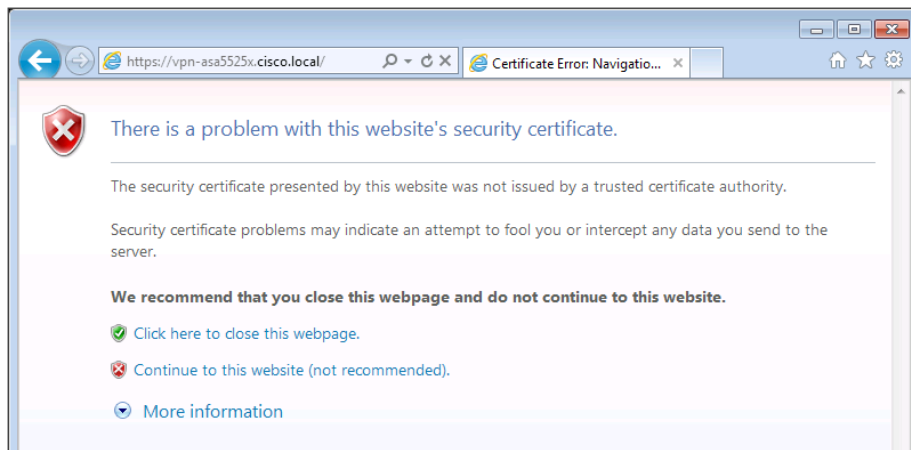 https://vpn-asa5525x.cisco.local/
Certificate Error: Navigatio...
There is a problem with this website's security certificate.
The security certificate presented by this website was not issued by a trusted certificate authority.
Security certificate problems may indicate an attempt to fool you or intercept any data you send to the
server.
We recommend that you close this webpage and do not continue to this website.
Click here to close this webpage.
Continue to this website (not recommended).
More information